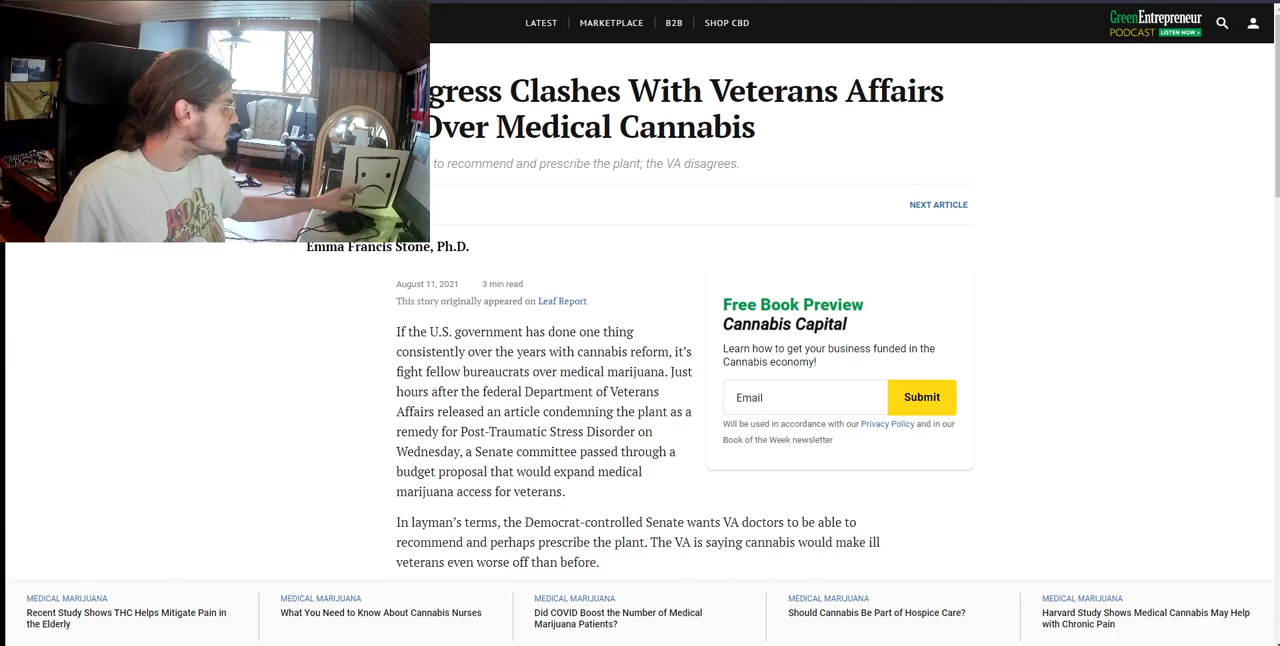 LATEST
MARKETPLACE
B2B
SHOP CBD
GreenEntrepreneur
PODCAST LISTEN NOW >
gress Clashes With Veterans Affairs
Over Medical Cannabis
to recommend and prescribe the plant; the VA disagrees.
NEXT ARTICLE
Emma Francis Stone, Ph.D.
August 11, 2021 3 min read
This story originally appeared on Leaf Report
If the U.S. government has done one thing
consistently over the years with cannabis reform, it's
fight fellow bureaucrats over medical marijuana. Just
hours after the federal Department of Veterans
Affairs released an article condemning the plant as a
remedy for Post-Traumatic Stress Disorder on
Wednesday, a Senate committee passed through a
budget proposal that would expand medical
marijuana access for veterans.
In layman's terms, the Democrat-controlled Senate wants VA doctors to be able to
recommend and perhaps prescribe the plant. The VA is saying cannabis would make ill
veterans even worse off than before.
Free Book Preview
Cannabis Capital
Learn how to get your business funded in the
Cannabis economy!
Email
Submit
Will be used in accordance with our Privacy Policy and in our
Book of the Week newsletter
MEDICAL MARIJUANA
Recent Study Shows THC Helps Mitigate Pain in
the Elderly
MEDICAL MARIJUANA
What You Need to Know About Cannabis Nurses
MEDICAL MARIJUANA
Did COVID Boost the Number of Medical
Marijuana Patients?
MEDICAL MARIJUANA
Should Cannabis Be Part of Hospice Care?
MEDICAL MARIJUANA
Harvard Study Shows Medical Cannabis May Help
with Chronic Pain